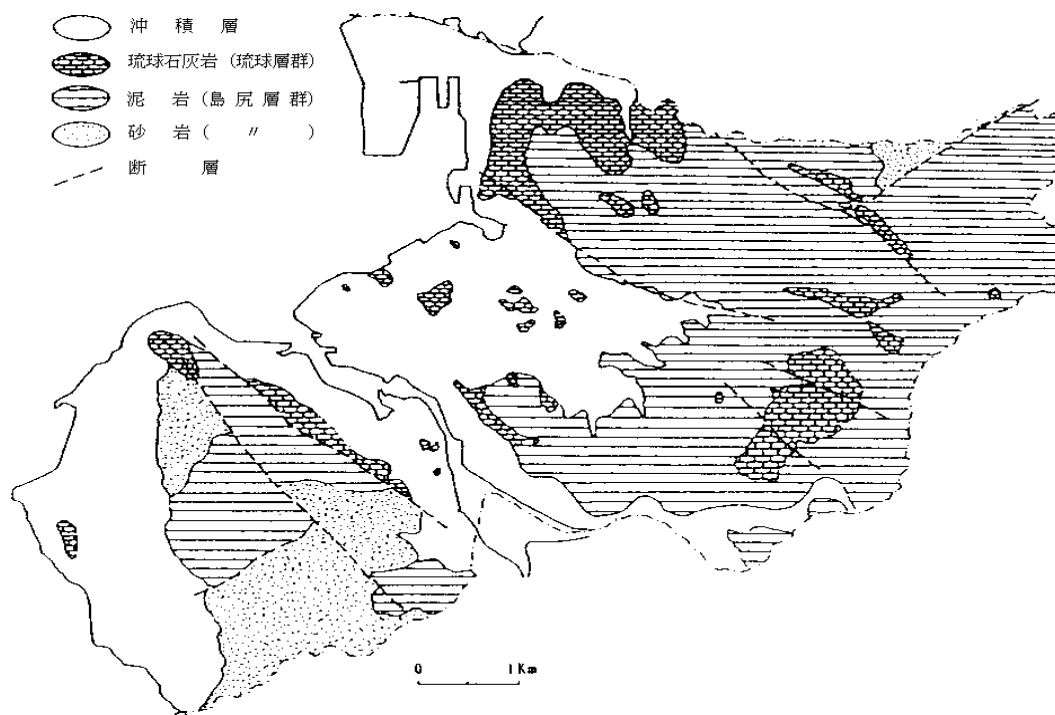 沖 積 層
琉球石灰岩 (琉球層群)
泥 岩 (島尻層群)
砂 岩 ( 〃 )
断 層
0 1Km